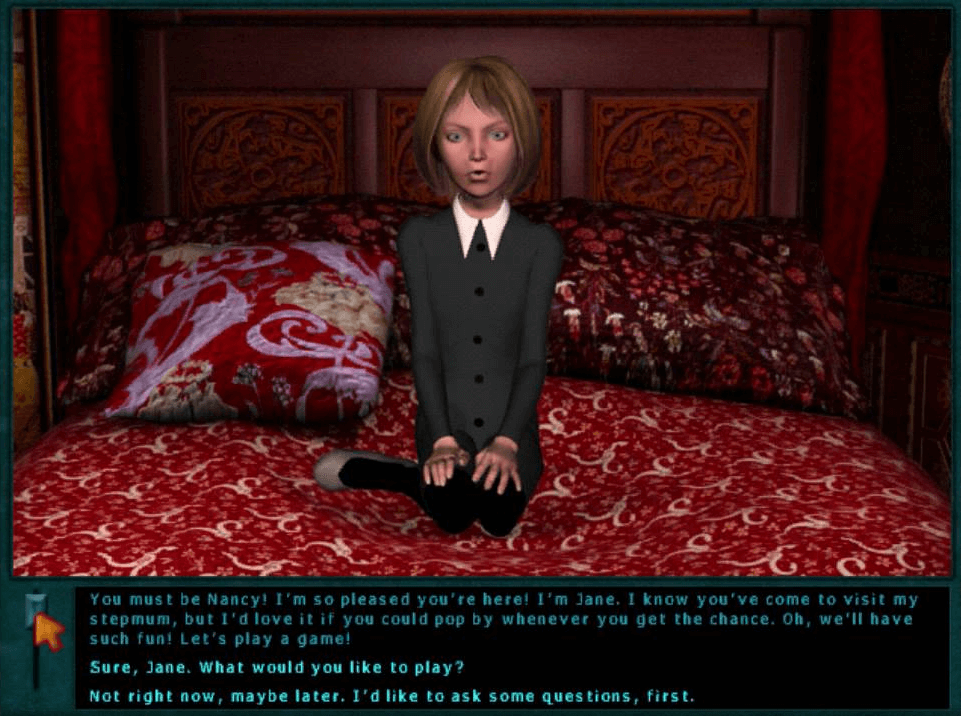 You must be Nancy! I'm so pleased you're here! I'm Jane. I know you've come to visit my
stepmum, but I'd love it if you could pop by whenever you get the chance. Oh, we'll have
such fun! Let's play a game!
Sure, Jane. What would you like to play?
Not right now, maybe later. I'd like to ask some questions, first.